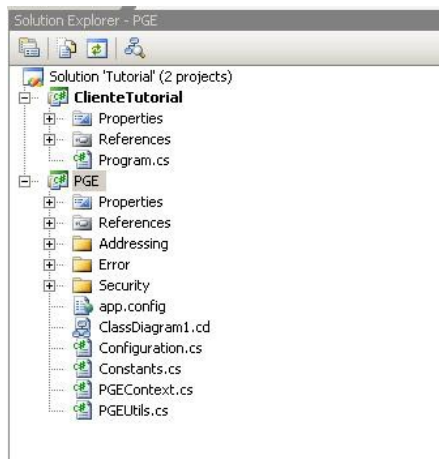 Solution Explorer - PGE
Solution 'Tutorial' (2 projects)
ClienteTutorial
Properties
References
Program.cs
PGE
Properties
References
Addressing
Error
Security
app.config
ClassDiagram1.cd
Configuration.cs
Constants.cs
PGEContext.cs
PGEUtils.cs